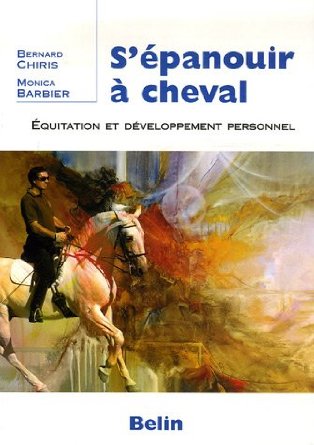 BERNARD
CHIRIS
MONICA
BARBIER
S'épanouir
à cheval
ÉQUITATION ET DÉVELOPPEMENT PERSONNEL
Belin